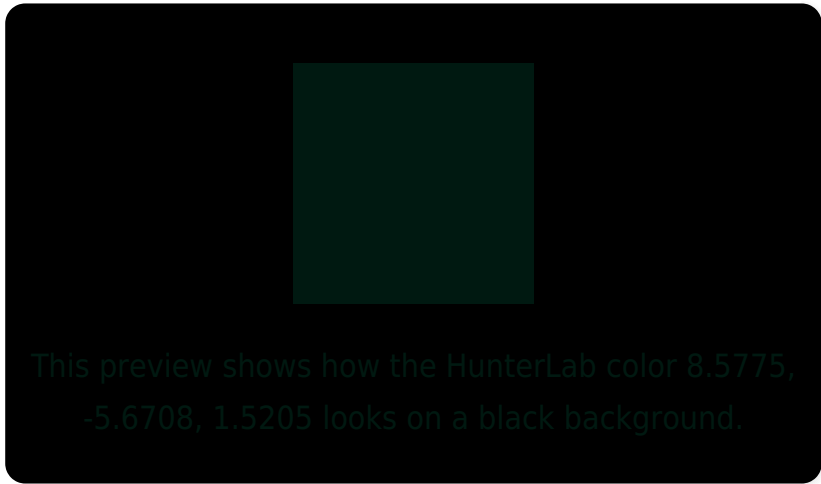 This preview shows how the HunterLab color 8.5775,
-5.6708, 1.5205 looks on a black background.